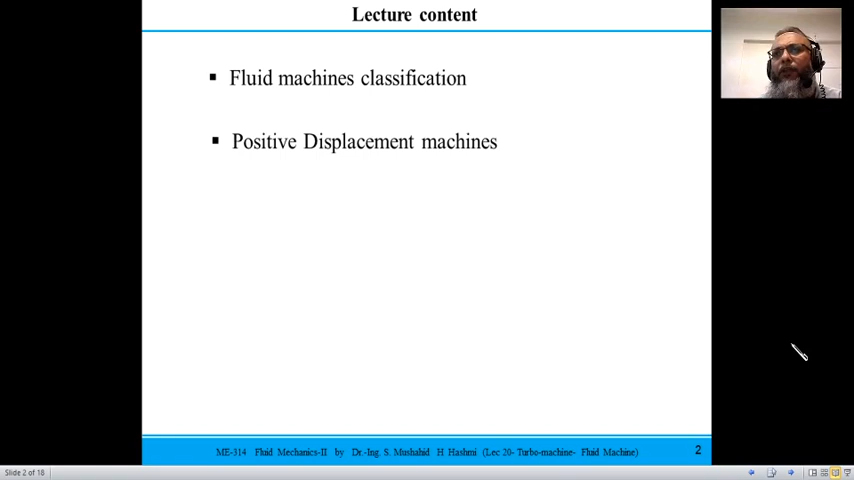 Lecture content
▪ Fluid machines classification
▪ Positive Displacement machines
ME-314 Fluid Mechanics-II by Dr.-Ing. S. Mushahid H Hashmi (Lec 20- Turbo-machine- Fluid Machine) 2
Slide 2 of 18